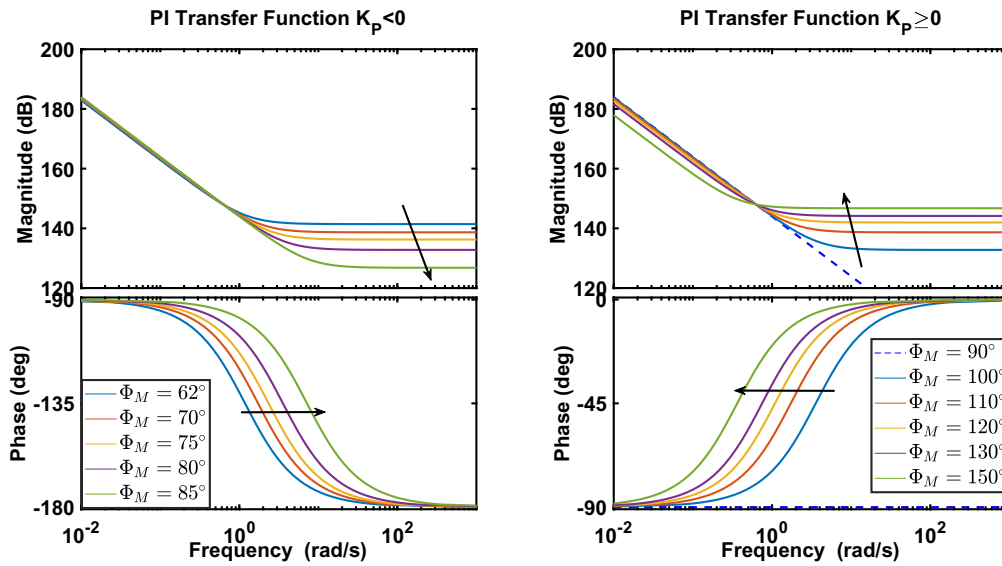 PI Transfer Function K_P<0
200
180
160
140
120
Magnitude (dB)
-90
-135
-180
Phase (deg)
Φ_M = 62°
Φ_M = 70°
Φ_M = 75°
Φ_M = 80°
Φ_M = 85°
10^-2
10^0
10^2
Frequency (rad/s)
PI Transfer Function K_P≥0
200
180
160
140
120
Magnitude (dB)
0
-45
-90
Phase (deg)
Φ_M = 90°
Φ_M = 100°
Φ_M = 110°
Φ_M = 120°
Φ_M = 130°
Φ_M = 150°
10^-2
10^0
10^2
Frequency (rad/s)